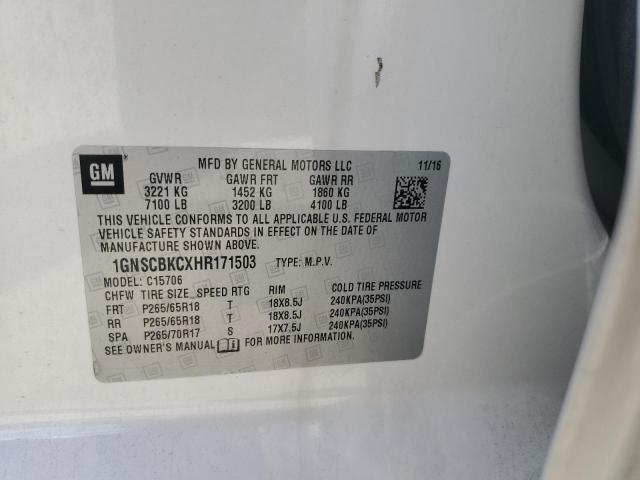 GM
MFD BY GENERAL MOTORS LLC 11/16
GVWR GAWR FRT GAWR RR
3221 KG 1452 KG 1860 KG
7100 LB 3200 LB 4100 LB
THIS VEHICLE CONFORMS TO ALL APPLICABLE U.S. FEDERAL MOTOR
VEHICLE SAFETY STANDARDS IN EFFECT ON THE DATE OF
MANUFACTURE SHOWN ABOVE.
1GNSCBKCXHR171503 TYPE: M.P.V.
MODEL: C15706
CHFW TIRE SIZE SPEED RTG RIM COLD TIRE PRESSURE
FRT P265/65R18 T 18X8.5J 240KPA(35PSI)
RR P265/65R18 T 18X8.5J 240KPA(35PSI)
SPA P265/70R17 S 17X7.5J 240KPA(35PSI)
SEE OWNER'S MANUAL FOR MORE INFORMATION.